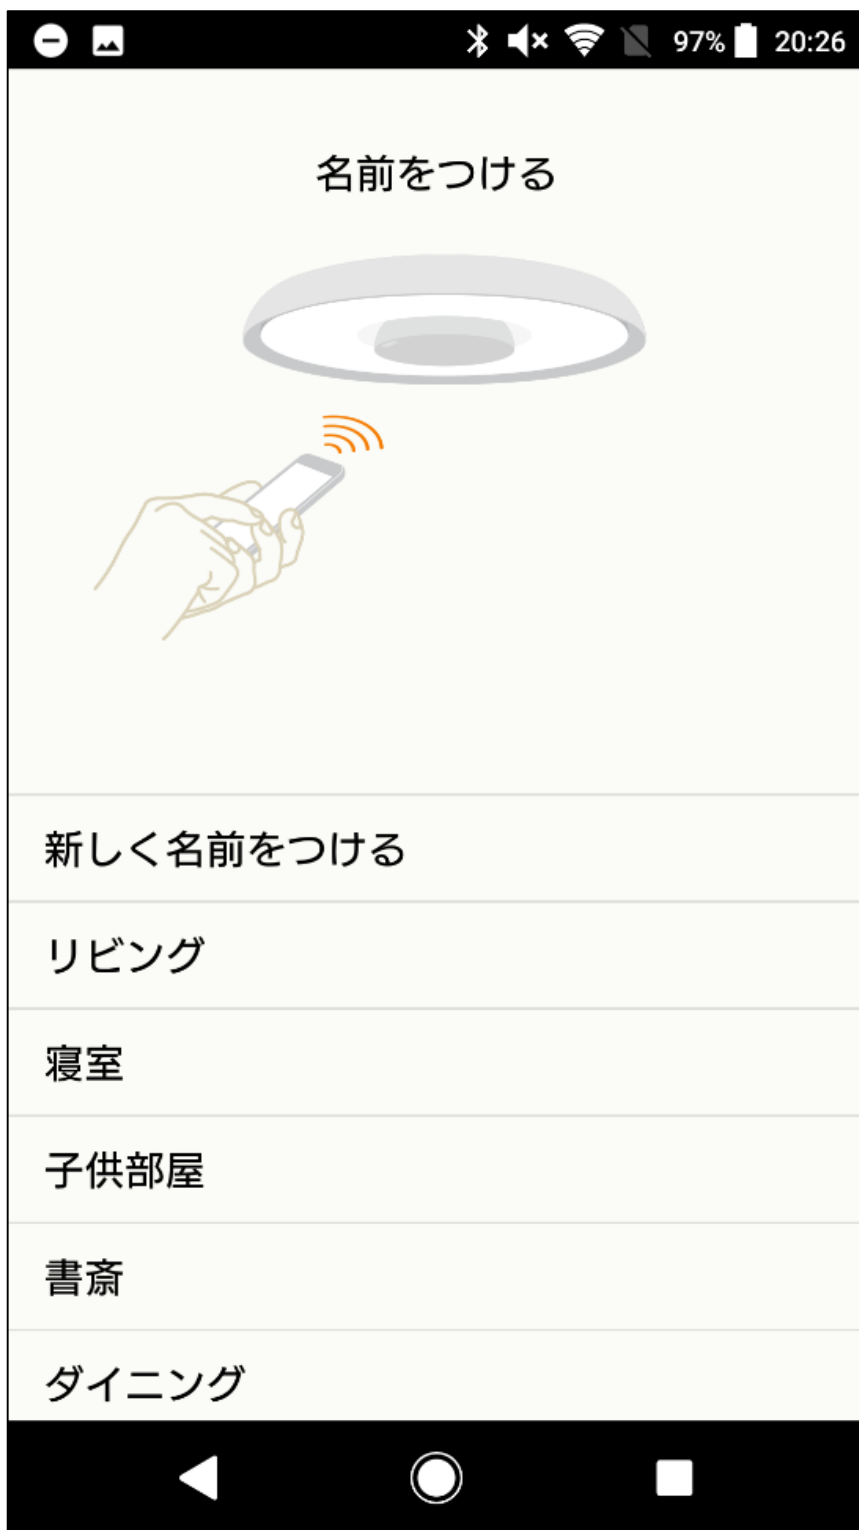 97% 20:26
名前をつける
新しく名前をつける
リビング
寝室
子供部屋
書斎
ダイニング